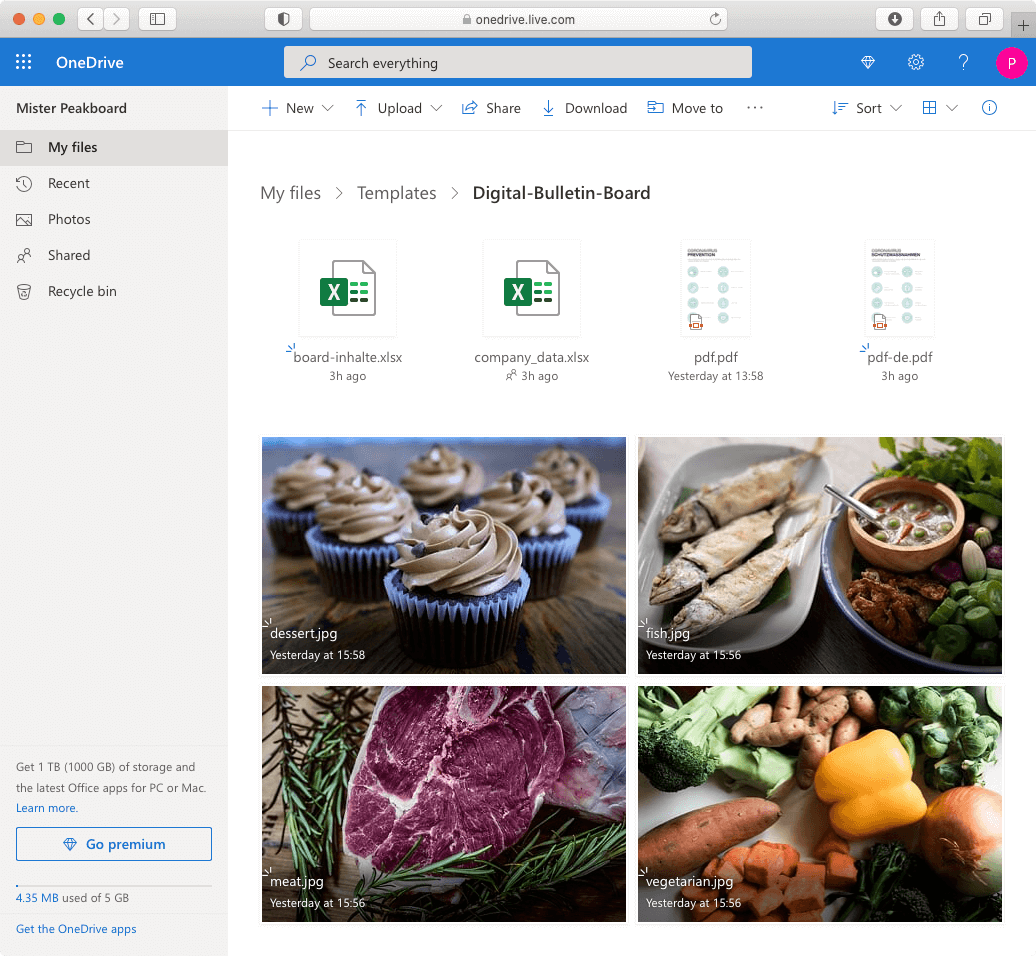 onedrive.live.com
OneDrive
Search everything
P
Mister Peakboard
New
Upload
Share
Download
Move to
Sort
My files
Recent
Photos
Shared
Recycle bin
My files > Templates > Digital-Bulletin-Board
X
X
CORONAVIRUS
PREVENTION
CORONAVIRUS
SCHUTZMASSNAHMEN
board-inhalte.xlsx
3h ago
company_data.xlsx
3h ago
pdf.pdf
Yesterday at 13:58
pdf-de.pdf
3h ago
dessert.jpg
Yesterday at 15:58
fish.jpg
Yesterday at 15:56
meat.jpg
Yesterday at 15:56
vegetarian.jpg
Yesterday at 15:56
Get 1 TB (1000 GB) of storage and
the latest Office apps for PC or Mac.
Learn more.
Go premium
4.35 MB used of 5 GB
Get the OneDrive apps